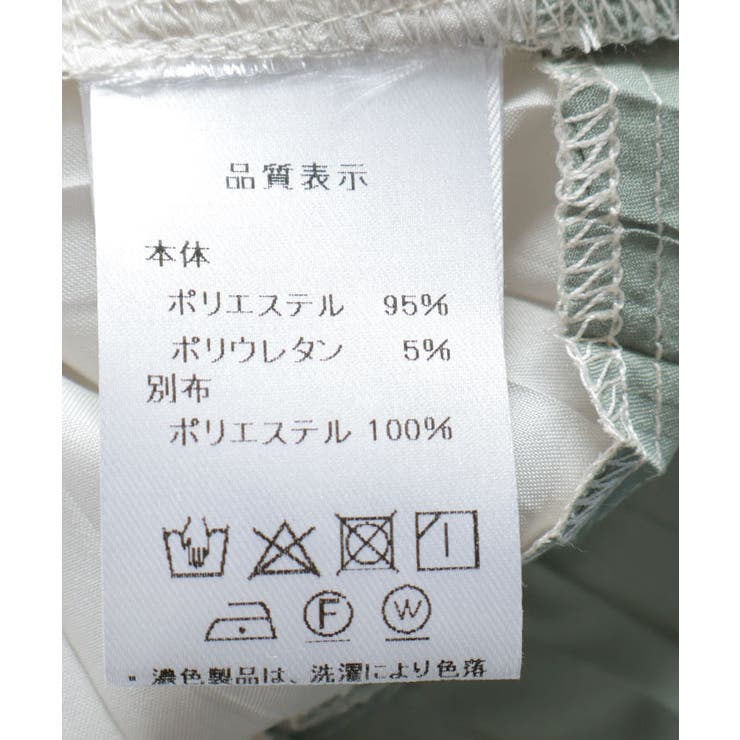 品質表示
本体
ポリエステル 95%
ポリウレタン 5%
別布
ポリエステル 100%
F W
" 濃色製品は、洗濯により色落